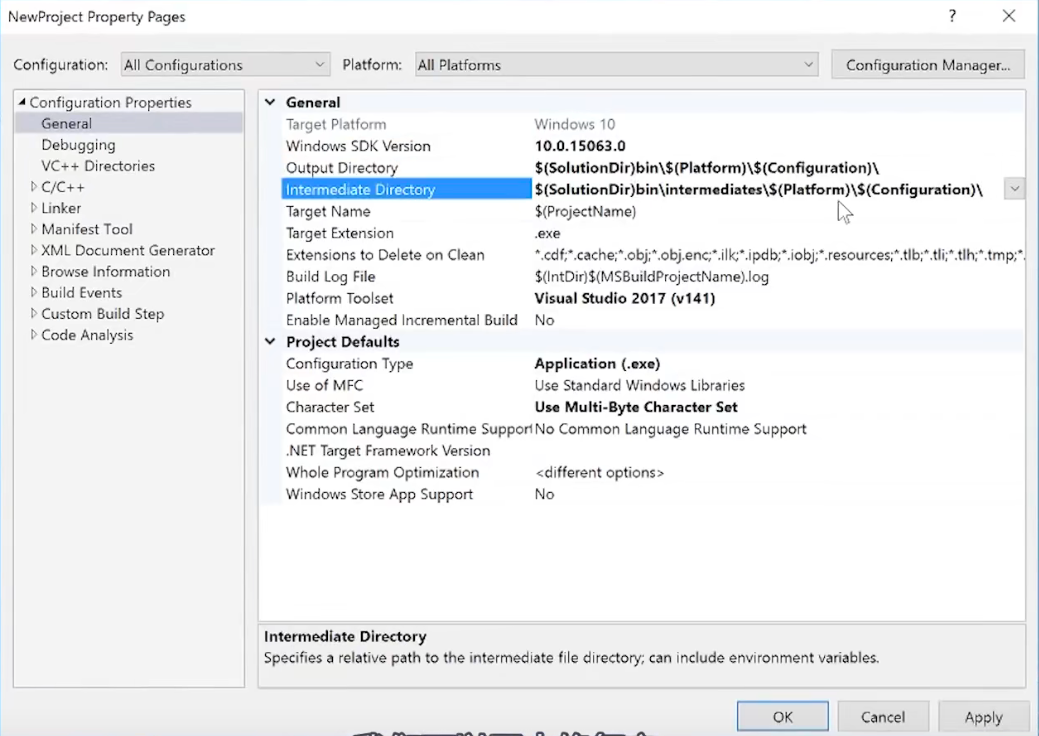 NewProject Property Pages
?
Configuration: All Configurations Platform: All Platforms Configuration Manager...
Configuration Properties
General
Debugging
VC++ Directories
C/C++
Linker
Manifest Tool
XML Document Generator
Browse Information
Build Events
Custom Build Step
Code Analysis
General
Target Platform Windows 10
Windows SDK Version 10.0.15063.0
Output Directory $(SolutionDir)bin\$(Platform)\$(Configuration)\
Intermediate Directory $(SolutionDir)bin\intermediates\$(Platform)\$(Configuration)\
Target Name $(ProjectName)
Target Extension .exe
Extensions to Delete on Clean *.cdf;*.cache;*.obj;*.obj.enc;*.ilk;*.ipdb;*.iobj;*.resources;*.tlb;*.tli;*.tlh;*.tmp;*.
Build Log File $(IntDir)$(MSBuildProjectName).log
Platform Toolset Visual Studio 2017 (v141)
Enable Managed Incremental Build No
Project Defaults
Configuration Type Application (.exe)
Use of MFC Use Standard Windows Libraries
Character Set Use Multi-Byte Character Set
Common Language Runtime Support No Common Language Runtime Support
.NET Target Framework Version
Whole Program Optimization <different options>
Windows Store App Support No
Intermediate Directory
Specifies a relative path to the intermediate file directory; can include environment variables.
OK Cancel Apply